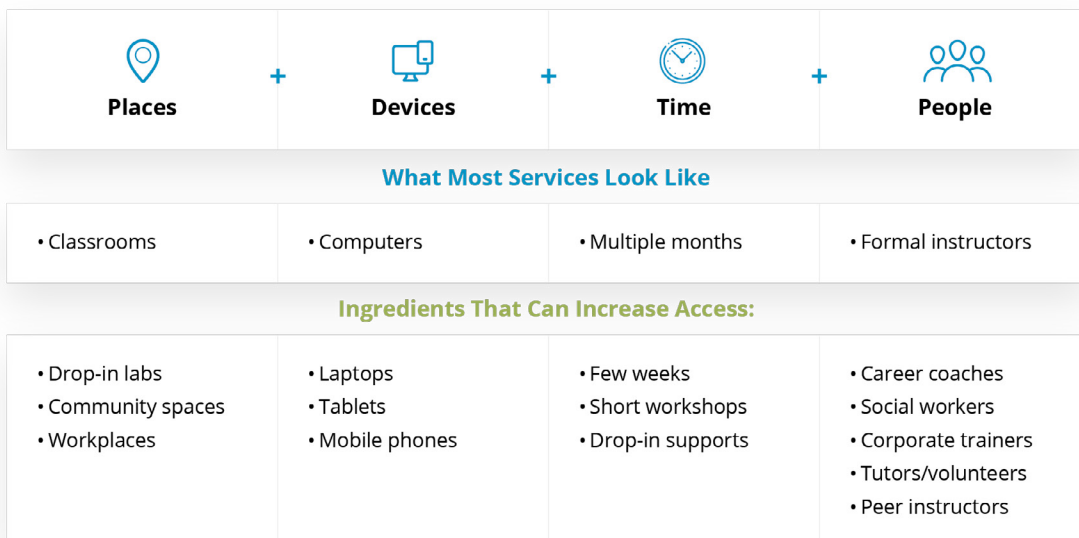 Places + Devices + Time + People
What Most Services Look Like
• Classrooms
• Computers
• Multiple months
• Formal instructors
Ingredients That Can Increase Access:
• Drop-in labs
• Community spaces
• Workplaces
• Laptops
• Tablets
• Mobile phones
• Few weeks
• Short workshops
• Drop-in supports
• Career coaches
• Social workers
• Corporate trainers
• Tutors/volunteers
• Peer instructors